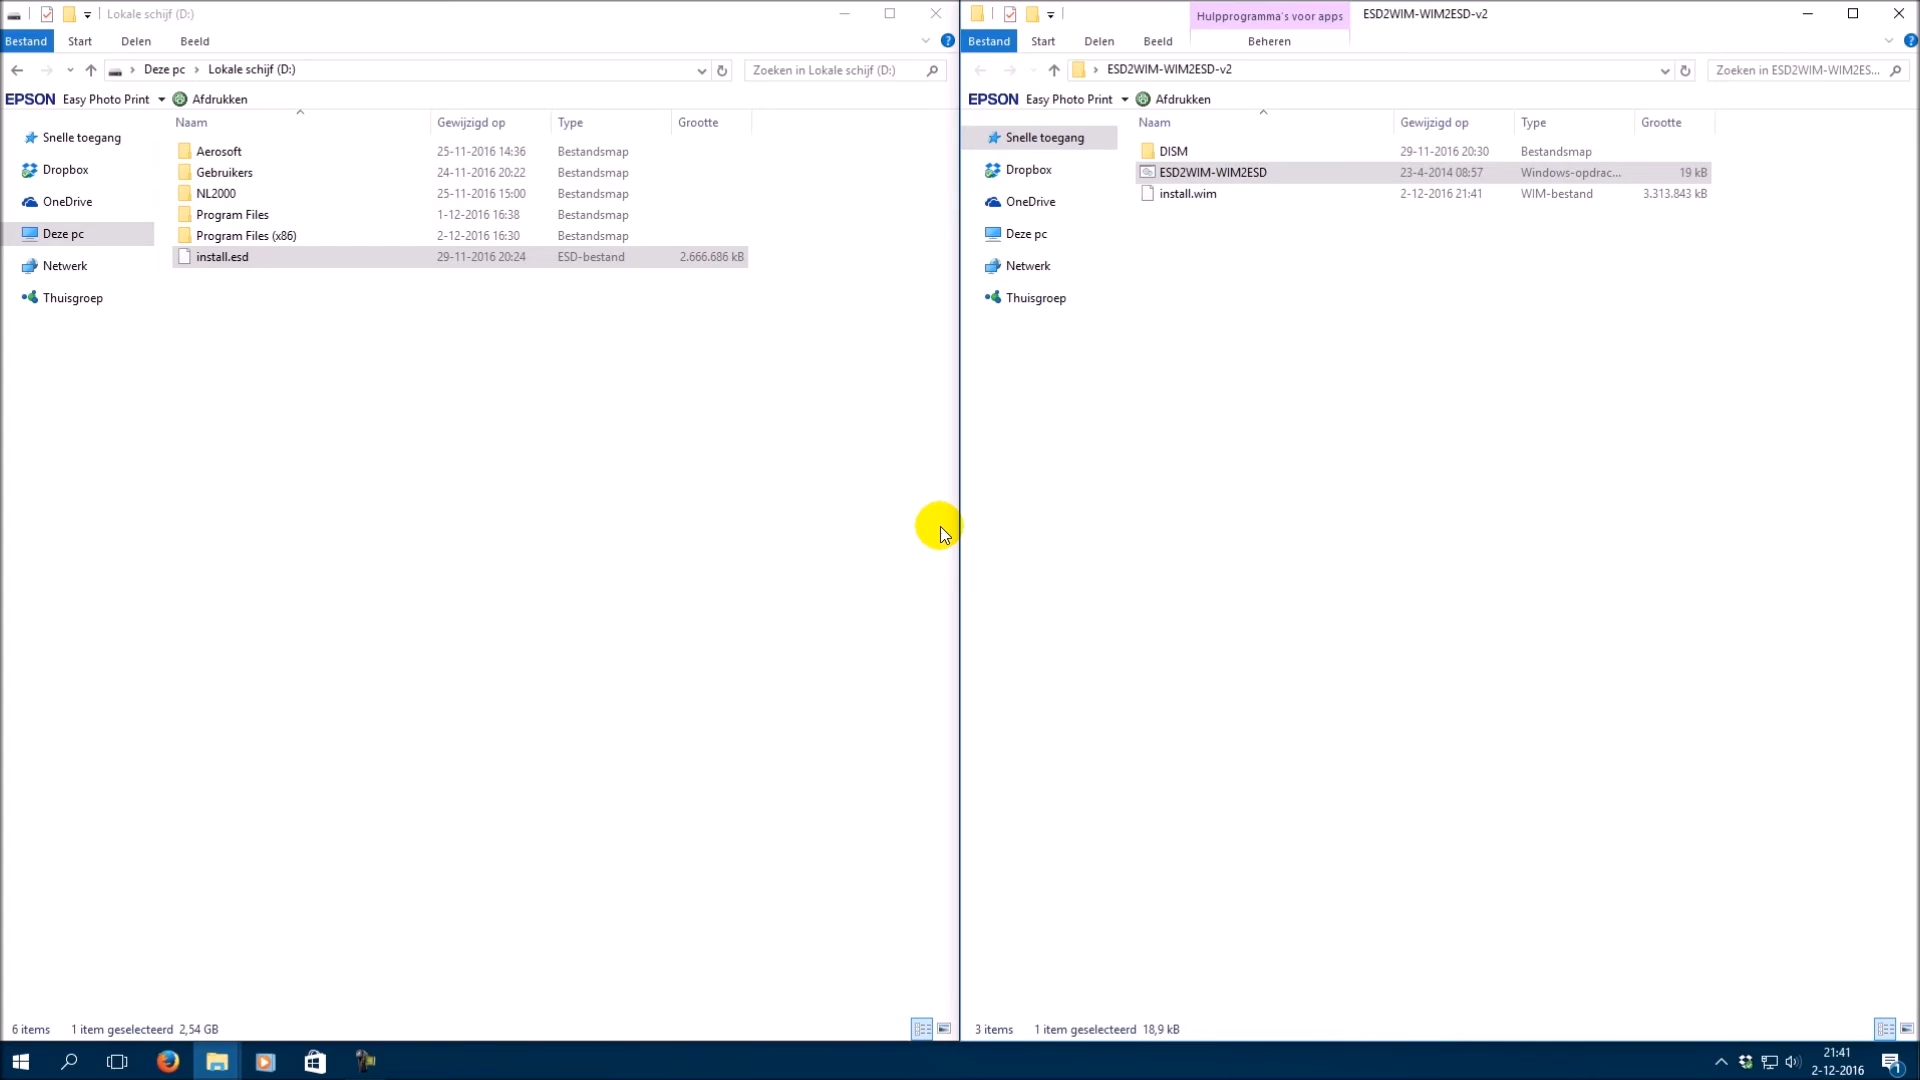 Lokale schijf (D:)
Bestand Start Delen Beeld
Deze pc Lokale schijf (D:)
Zoeken in Lokale schijf (D:)
EPSON Easy Photo Print Afdrukken
Naam Gewijzigd op Type Grootte
Snelle toegang
Dropbox
OneDrive
Deze pc
Netwerk
Thuisgroep
Aerosoft 25-11-2016 14:36 Bestandsmap
Gebruikers 24-11-2016 20:22 Bestandsmap
NL2000 25-11-2016 15:00 Bestandsmap
Program Files 1-12-2016 16:38 Bestandsmap
Program Files (x86) 2-12-2016 16:30 Bestandsmap
install.esd 29-11-2016 20:24 ESD-bestand 2.666.686 kB
6 items 1 item geselecteerd 2,54 GB
Hulpprogramma's voor apps ESD2WIM-WIM2ESD-v2
Bestand Start Delen Beeld Beheren
ESD2WIM-WIM2ESD-v2
Zoeken in ESD2WIM-WIM2ES...
EPSON Easy Photo Print Afdrukken
Naam Gewijzigd op Type Grootte
Snelle toegang
Dropbox
OneDrive
Deze pc
Netwerk
Thuisgroep
DISM 29-11-2016 20:30 Bestandsmap
ESD2WIM-WIM2ESD 23-4-2014 08:57 Windows-opdrac... 19 kB
install.wim 2-12-2016 21:41 WIM-bestand 3.313.843 kB
3 items 1 item geselecteerd 18,9 kB
21:41
2-12-2016
1